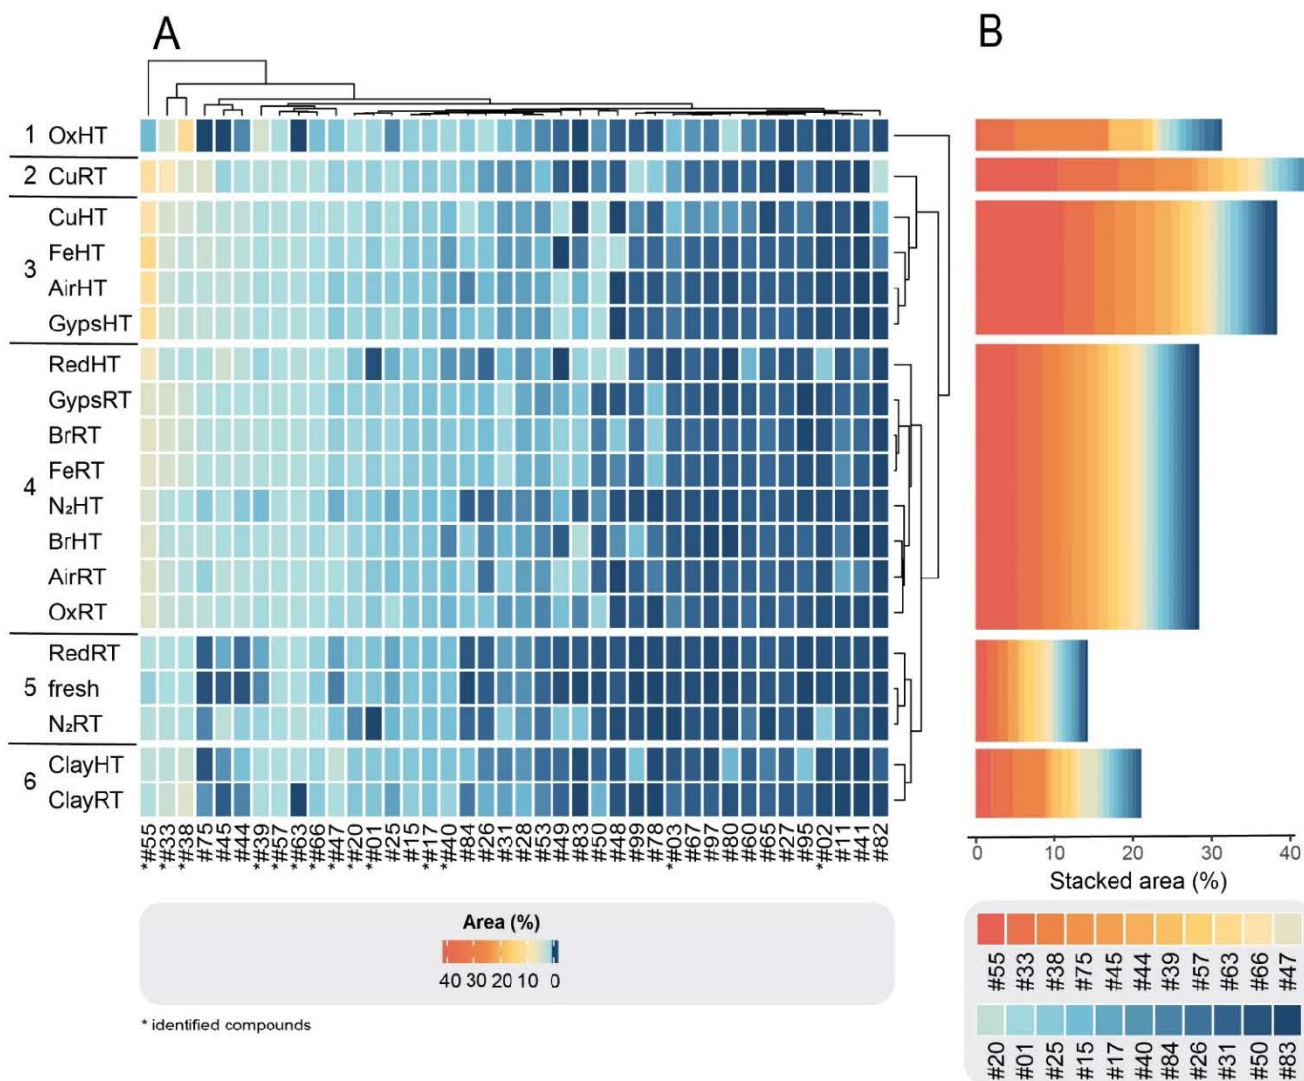 A
B
1 OxHT
2 CuRT
CuHT
3 FeHT
AirHT
GypsHT
RedHT
GypsRT
BrRT
FeRT
4
N₂HT
BrHT
AirRT
OxRT
RedRT
5 fresh
N₂RT
ClayHT
6
ClayRT
*#55 *#33 *#38 #75 #45 #44 *#39 *#57 *#63 *#66 *#47 *#20 *#01 #25 #15 *#17 *#40 #84 #26 #31 #28 #53 #49 #83 #50 #48 #99 #78 *#03 #67 #97 #80 #60 #65 #27 #95 *#02 #11 #41 #82
0 10 20 30 40
Stacked area (%)
Area (%)
40 30 20 10 0
* identified compounds
#55 #33 #38 #75 #45 #44 #39 #57 #63 #66 #47
#20 #01 #25 #15 #17 #40 #84 #26 #31 #50 #83